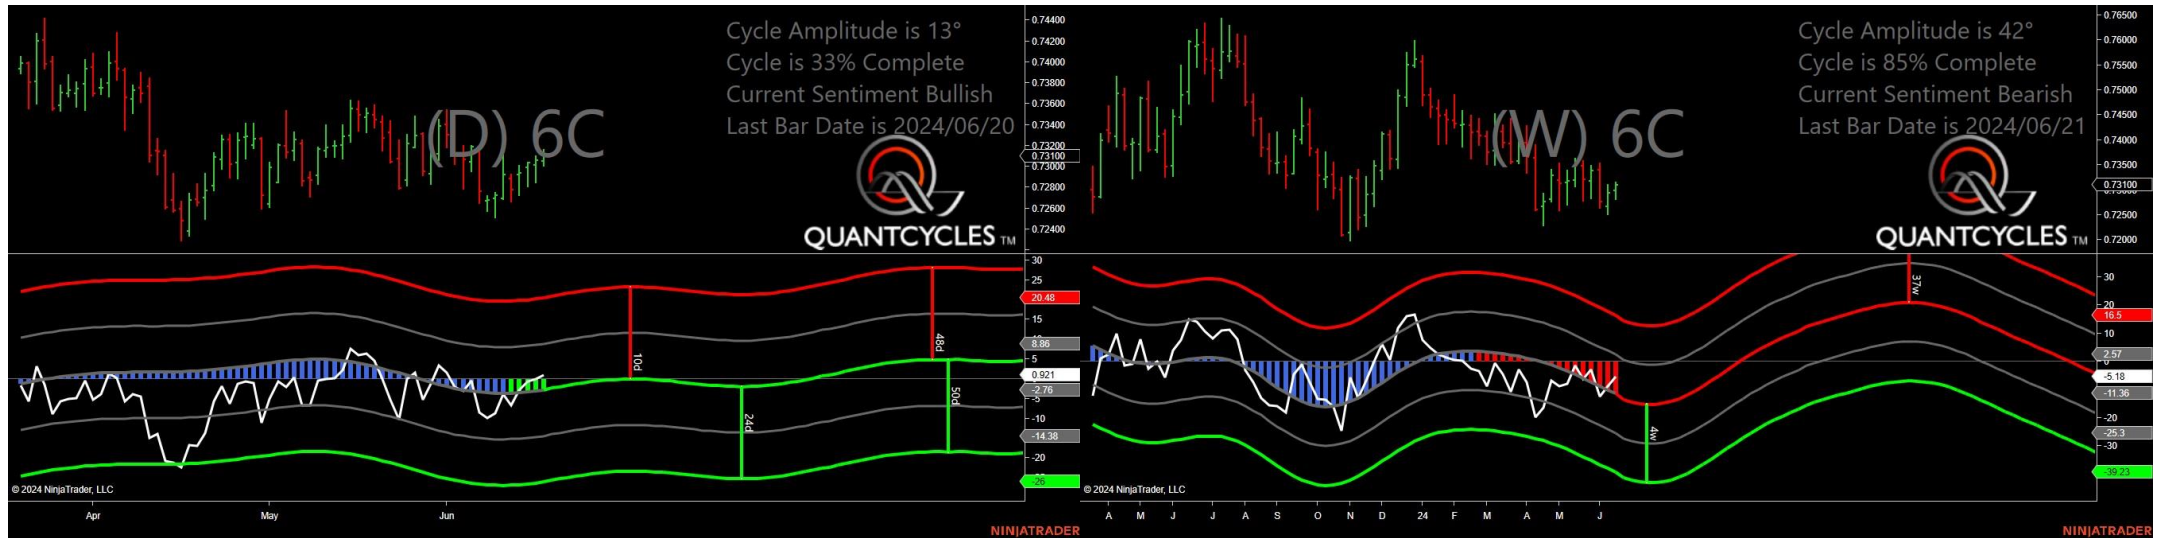 Cycle Amplitude is 13°
Cycle is 33% Complete
Current Sentiment Bullish
Last Bar Date is 2024/06/20
(D) 6C
QUANTCYCLES ™
0.74400
0.74200
0.74000
0.73800
0.73600
0.73400
0.73200
0.73100
0.73000
0.72800
0.72600
0.72400
30
25
20.48
15
8.86
5
0.921
-2.76
-5
-10
-14.38
-20
-26
10d
24d
48d
50d
© 2024 NinjaTrader, LLC
Apr
May
Jun
NINJATRADER
Cycle Amplitude is 42°
Cycle is 85% Complete
Current Sentiment Bearish
Last Bar Date is 2024/06/21
(W) 6C
QUANTCYCLES ™
0.76500
0.76000
0.75500
0.75000
0.74500
0.74000
0.73500
0.73100
0.72500
0.72000
30
20
16.5
10
2.57
-5.18
-11.36
-20
-25.3
-30
-39.23
4w
37w
© 2024 NinjaTrader, LLC
A M J J A S O N D 24 F M A M J
NINJATRADER